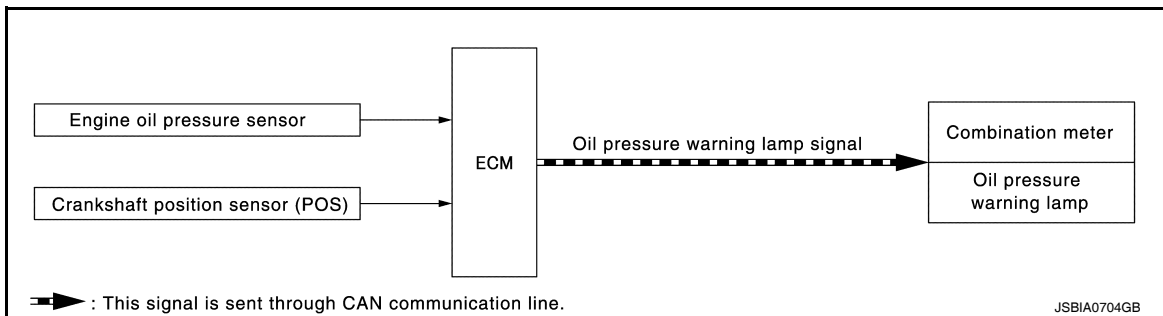 Engine oil pressure sensor
Crankshaft position sensor (POS)
ECM
Oil pressure warning lamp signal
Combination meter
Oil pressure
warning lamp
: This signal is sent through CAN communication line.
JSBIA0704GB